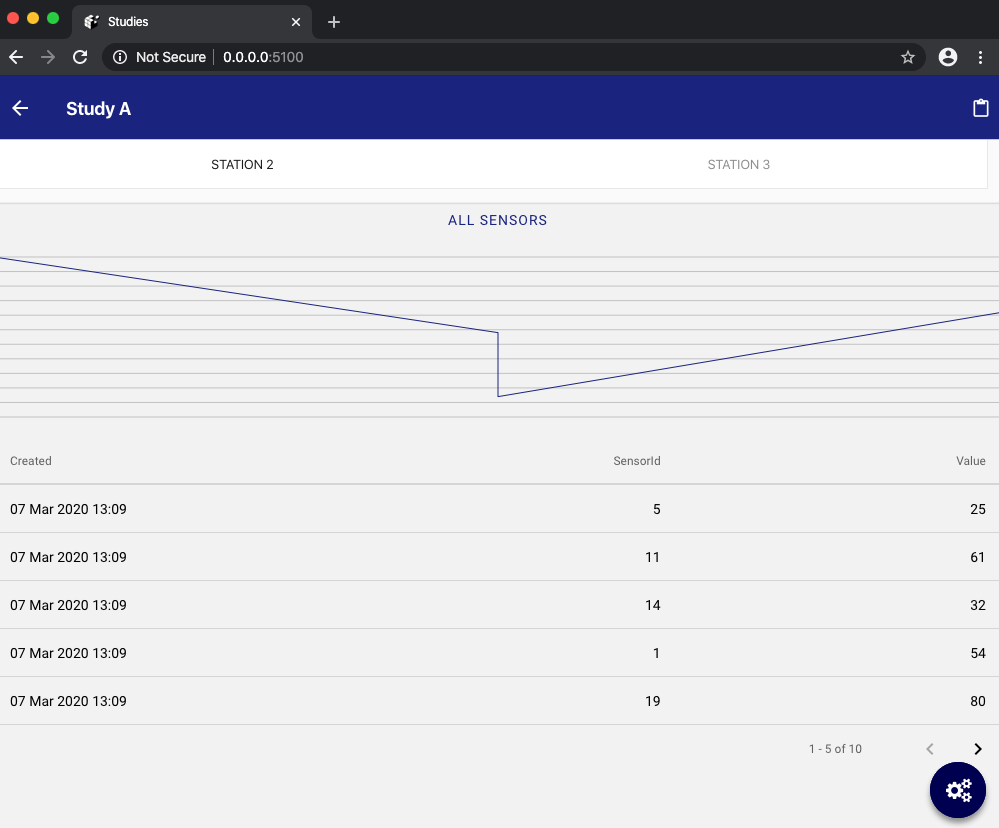 Studies
Not Secure 0.0.0.0:5100
Study A
STATION 2 STATION 3
ALL SENSORS
Created SensorId Value
07 Mar 2020 13:09 5 25
07 Mar 2020 13:09 11 61
07 Mar 2020 13:09 14 32
07 Mar 2020 13:09 1 54
07 Mar 2020 13:09 19 80
1 - 5 of 10